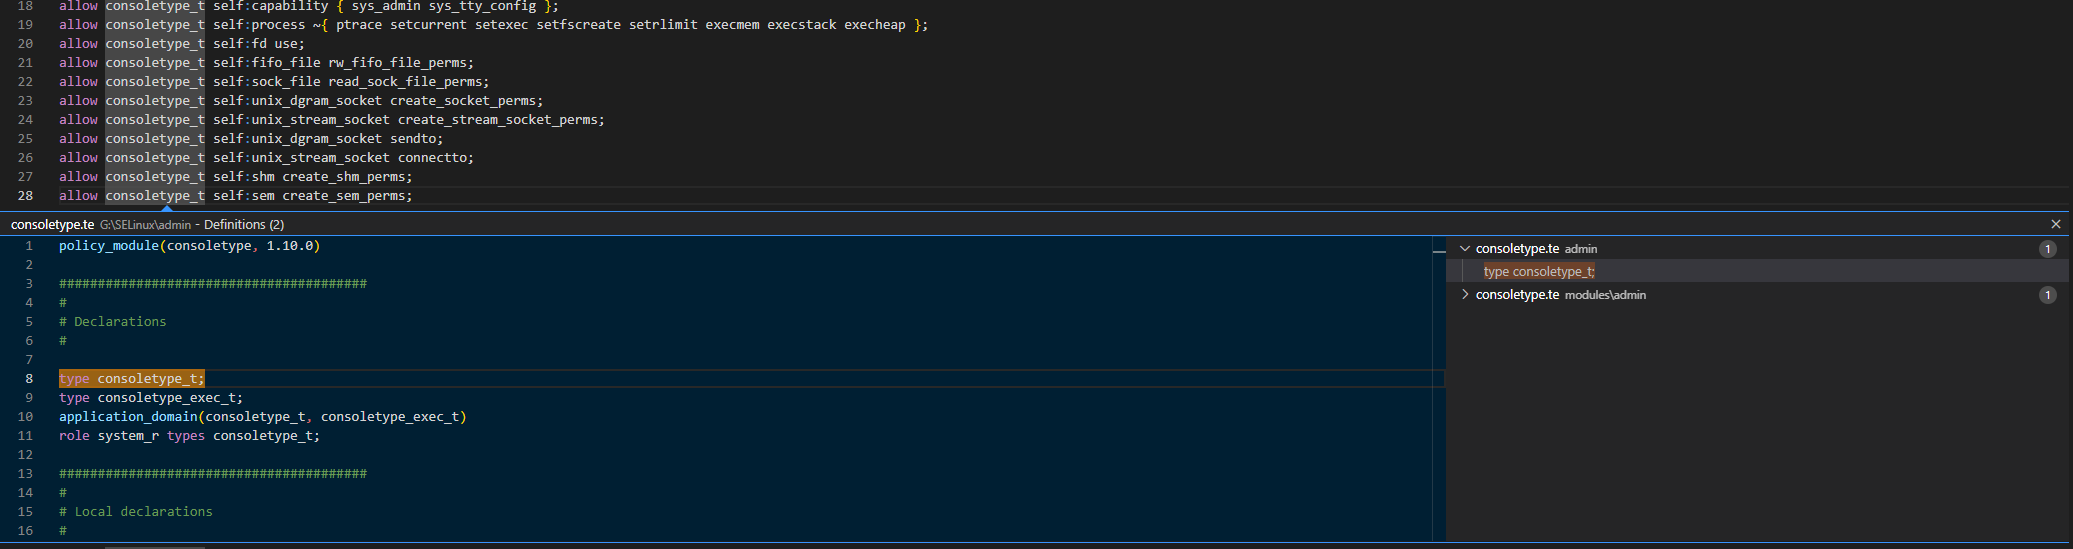 18 allow consoletype_t self:capability { sys_admin sys_tty_config };
19 allow consoletype_t self:process ~{ ptrace setcurrent setexec setfscreate setrlimit execmem execstack execheap };
20 allow consoletype_t self:fd use;
21 allow consoletype_t self:fifo_file rw_fifo_file_perms;
22 allow consoletype_t self:sock_file read_sock_file_perms;
23 allow consoletype_t self:unix_dgram_socket create_socket_perms;
24 allow consoletype_t self:unix_stream_socket create_stream_socket_perms;
25 allow consoletype_t self:unix_dgram_socket sendto;
26 allow consoletype_t self:unix_stream_socket connectto;
27 allow consoletype_t self:shm create_shm_perms;
28 allow consoletype_t self:sem create_sem_perms;
consoletype.te G:\SELinux\admin - Definitions (2)
1 policy_module(consoletype, 1.10.0)
2
3 ########################################
4 #
5 # Declarations
6 #
7
8 type consoletype_t;
9 type consoletype_exec_t;
10 application_domain(consoletype_t, consoletype_exec_t)
11 role system_r types consoletype_t;
12
13 ########################################
14 #
15 # Local declarations
16 #
consoletype.te admin 1
type consoletype_t;
consoletype.te modules\admin 1